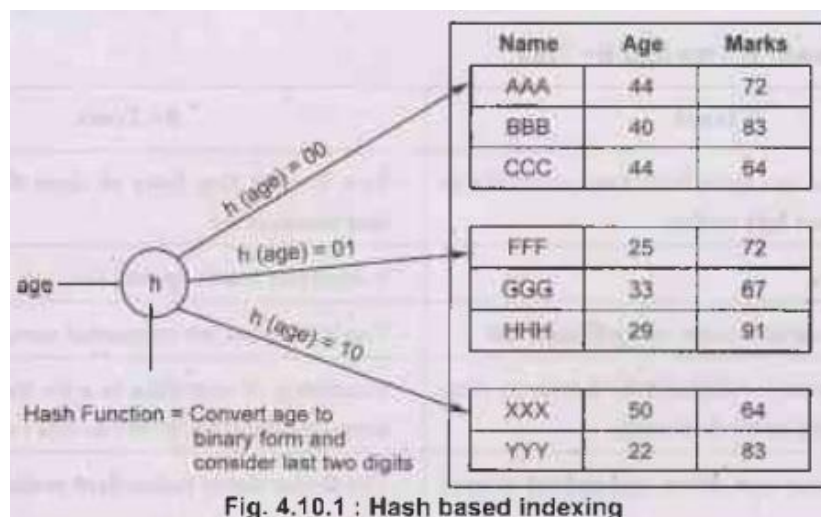 Name Age Marks
AAA 44 72
BBB 40 83
CCC 44 64
h (age) = 00
FFF 25 72
GGG 33 67
HHH 29 91
h (age) = 01
age
h
h (age) = 10
XXX 50 64
YYY 22 83
Hash Function = Convert age to
binary form and
consider last two digits
Fig. 4.10.1 : Hash based indexing